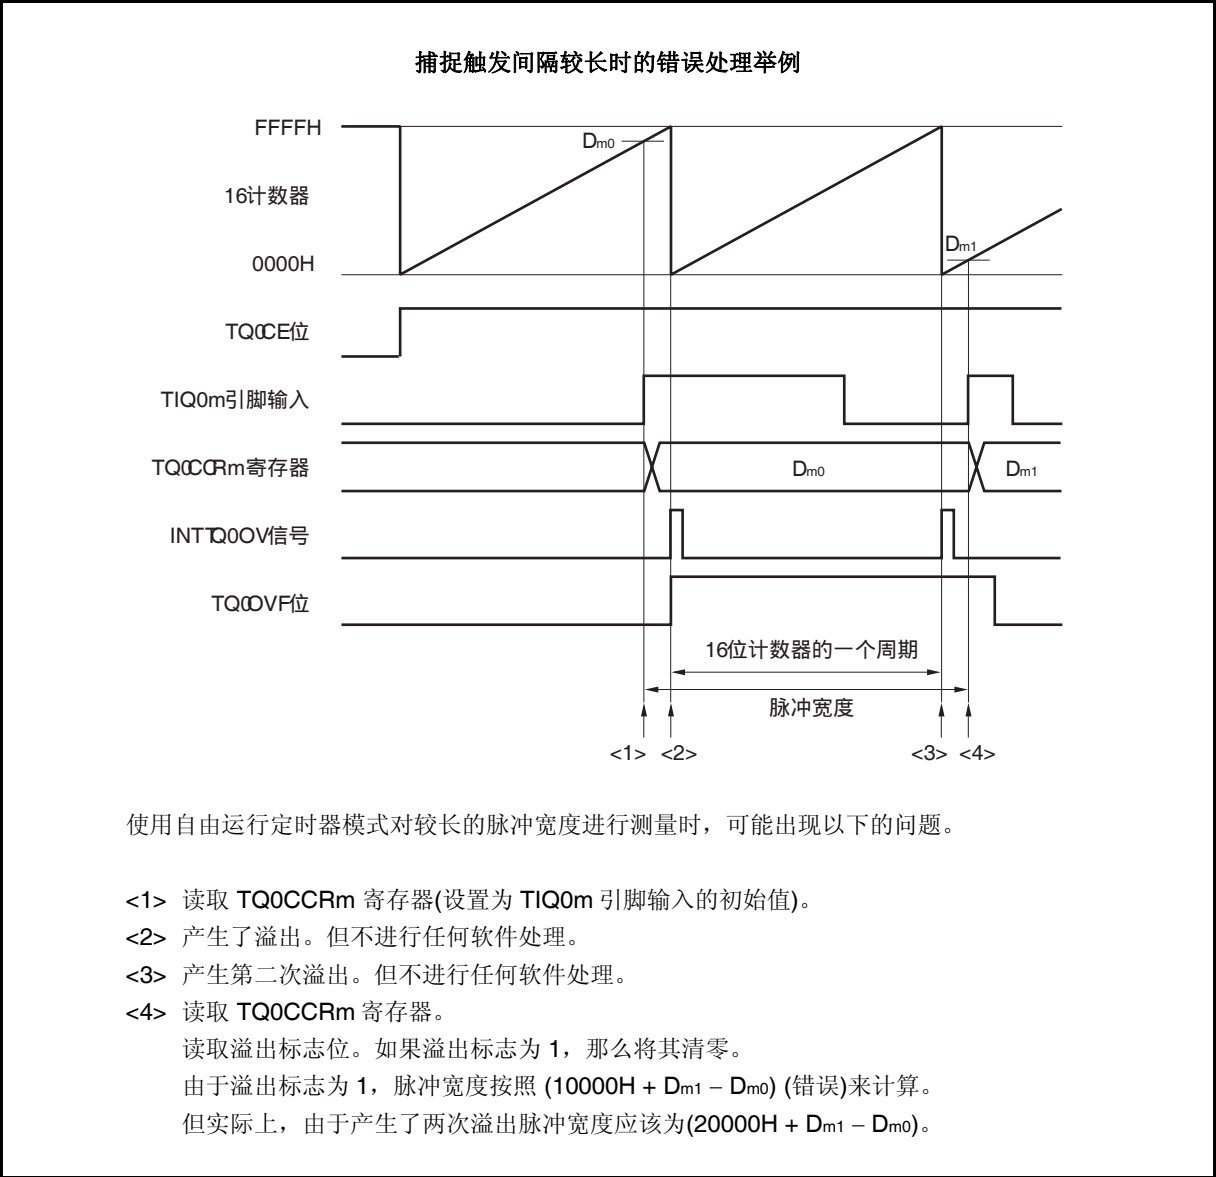 捕捉触发间隔较长时的错误处理举例
FFFFH
Dm0
16计数器
Dm1
0000H
TQ0CE位
TIQ0m引脚输入
TQ0CCRm寄存器
Dm0
Dm1
INTTQ0OV信号
TQ0OVF位
16位计数器的一个周期
脉冲宽度
<1> <2> <3> <4>
使用自由运行定时器模式对较长的脉冲宽度进行测量时，可能出现以下的问题。
<1> 读取 TQ0CCRm 寄存器(设置为 TIQ0m 引脚输入的初始值)。
<2> 产生了溢出。但不进行任何软件处理。
<3> 产生第二次溢出。但不进行任何软件处理。
<4> 读取 TQ0CCRm 寄存器。
读取溢出标志位。如果溢出标志为 1，那么将其清零。
由于溢出标志为 1，脉冲宽度按照 (10000H + Dm1 − Dm0) (错误)来计算。
但实际上，由于产生了两次溢出脉冲宽度应该为(20000H + Dm1 − Dm0)。